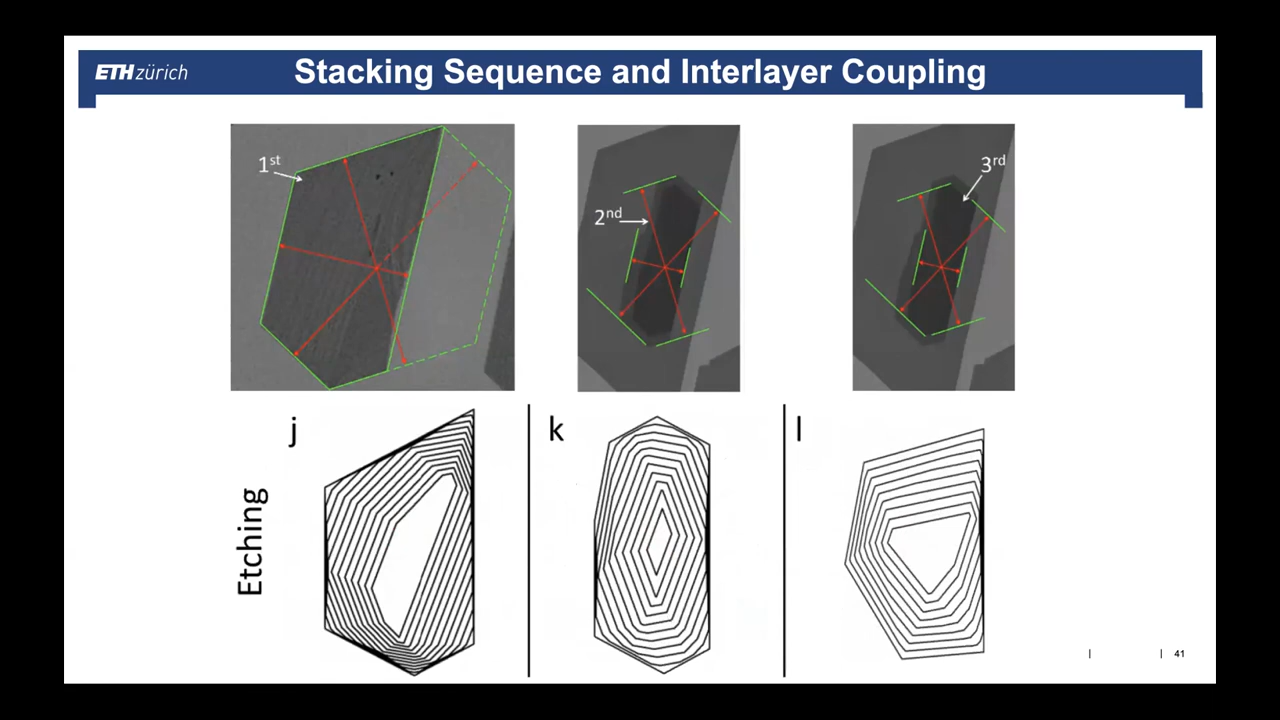 ETH zürich
Stacking Sequence and Interlayer Coupling
1st
2nd
3rd
j
k
l
Etching
41